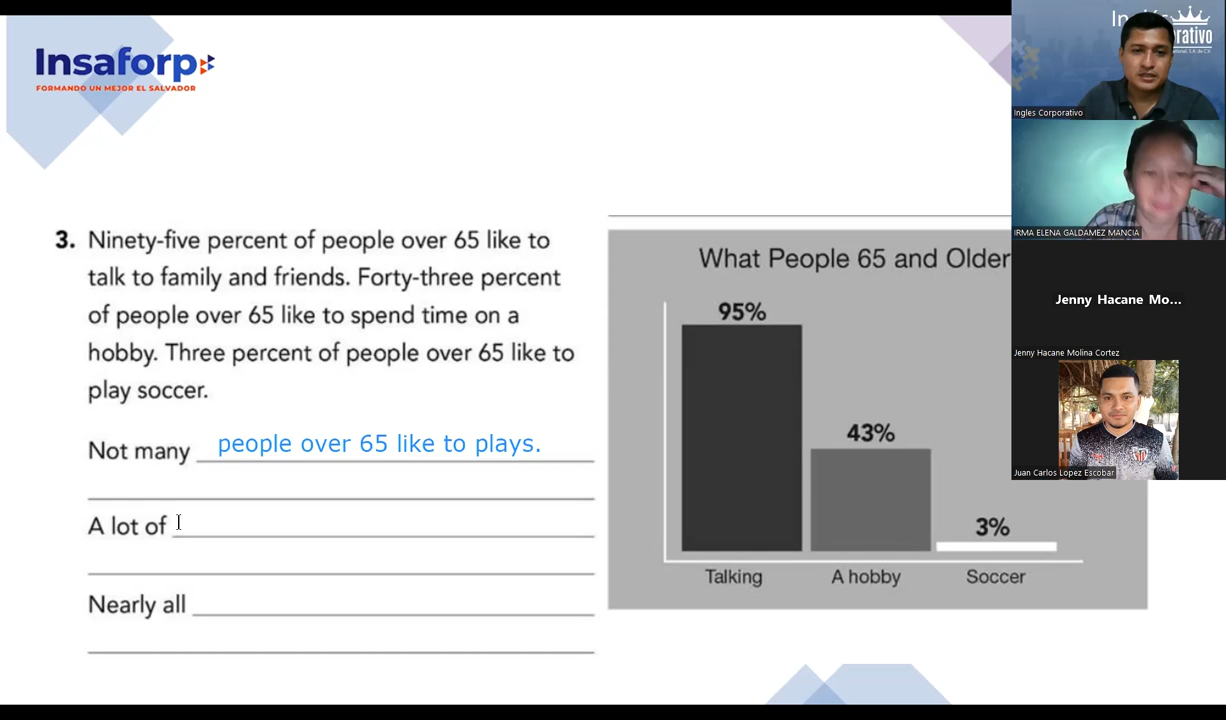 Insaforp
FORMANDO UN MEJOR EL SALVADOR
3. Ninety-five percent of people over 65 like to
talk to family and friends. Forty-three percent
of people over 65 like to spend time on a
hobby. Three percent of people over 65 like to
play soccer.
Not many people over 65 like to plays.
A lot of
Nearly all
What People 65 and Older
95%
43%
3%
Talking
A hobby
Soccer
Ingles Corporativo
IRMA ELENA GALDAMEZ MANCIA
Jenny Hacane Mo...
Jenny Hacane Molina Cortez
Juan Carlos Lopez Escobar